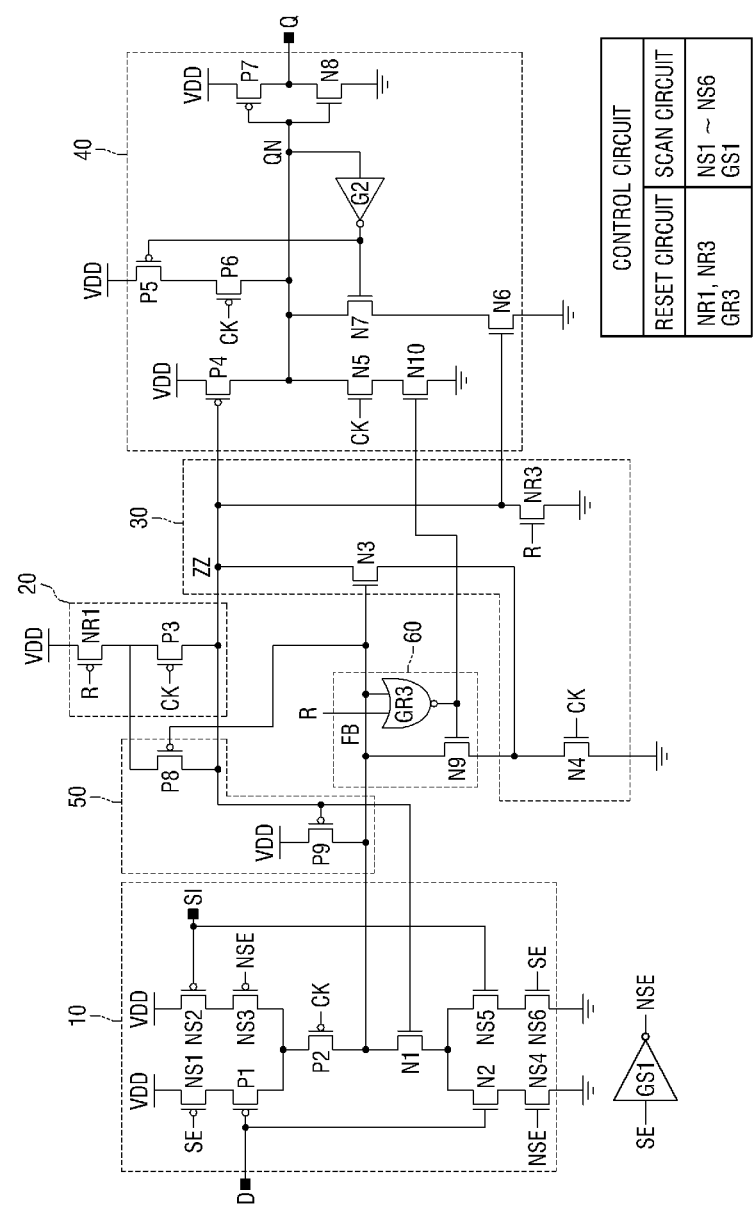 10
VDD
VDD
SE
NS1
NS2
SI
P1
NS3
NSE
D
P2
CK
N1
N2
NS5
NSE
NS4
NS6
SE
SE
GS1
NSE
50
VDD
P9
P8
20
VDD
R
NR1
CK
P3
ZZ
30
R
FB
GR3
60
N9
N3
N4
CK
R
NR3
40
VDD
P4
VDD
P5
CK
P6
CK
N5
N10
N7
N6
G2
QN
VDD
P7
N8
Q
CONTROL CIRCUIT
RESET CIRCUIT
SCAN CIRCUIT
NR1, NR3
GR3
NS1 ~ NS6
GS1